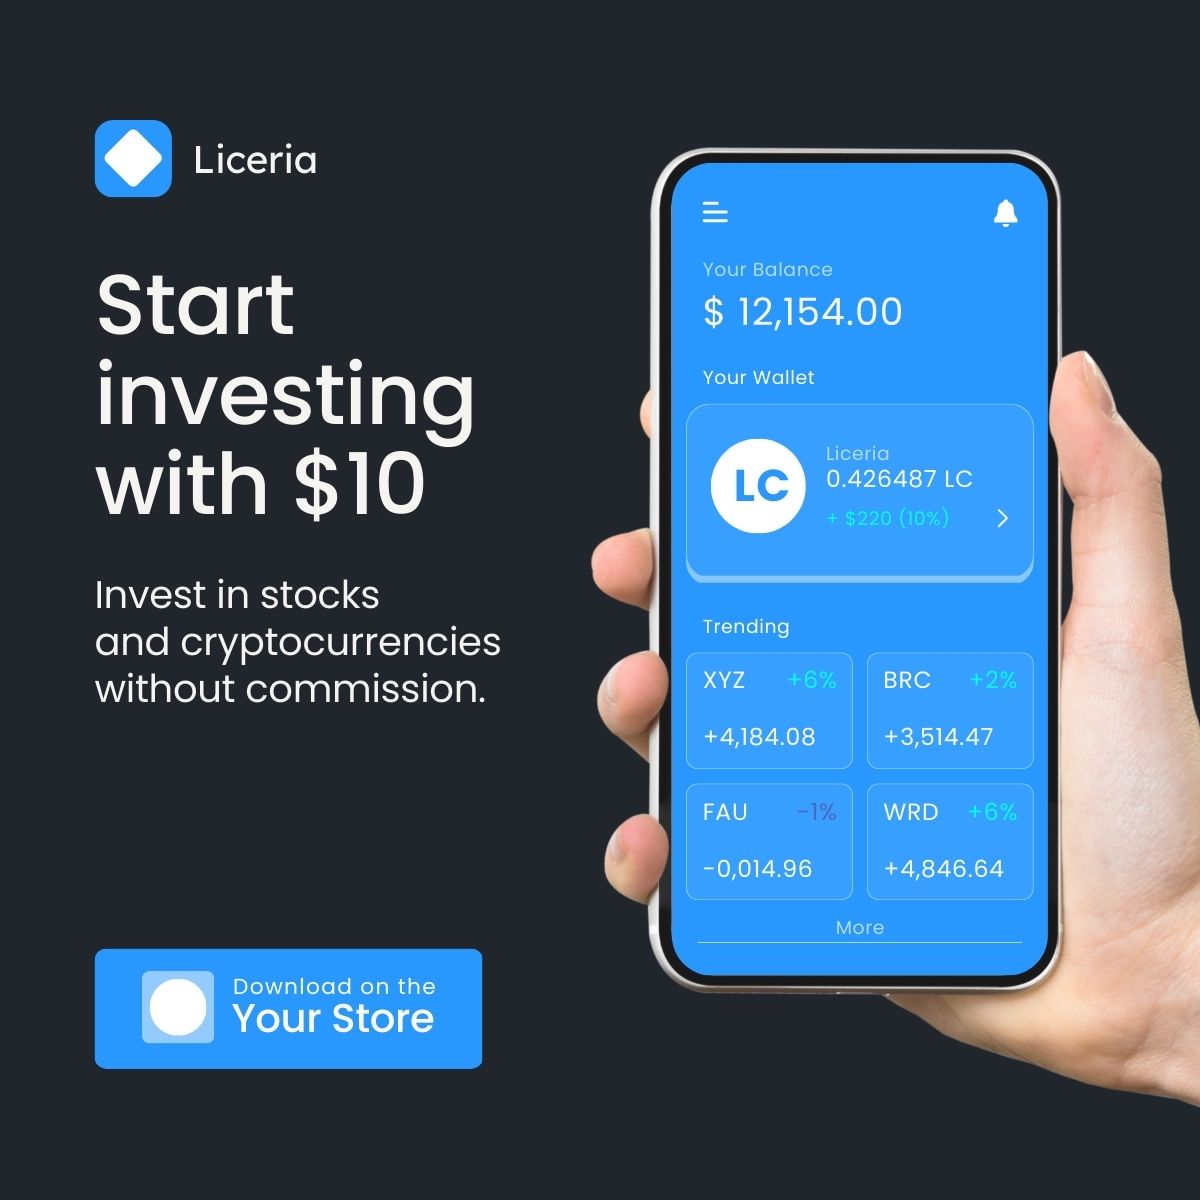 Liceria
Start
investing
with $10
Invest in stocks
and cryptocurrencies
without commission.
Download on the
Your Store
Your Balance
$ 12,154.00
Your Wallet
LC
Liceria
0.426487 LC
+ $220 (10%)
Trending
XYZ +6%
+4,184.08
BRC +2%
+3,514.47
FAU -1%
-0,014.96
WRD +6%
+4,846.64
More